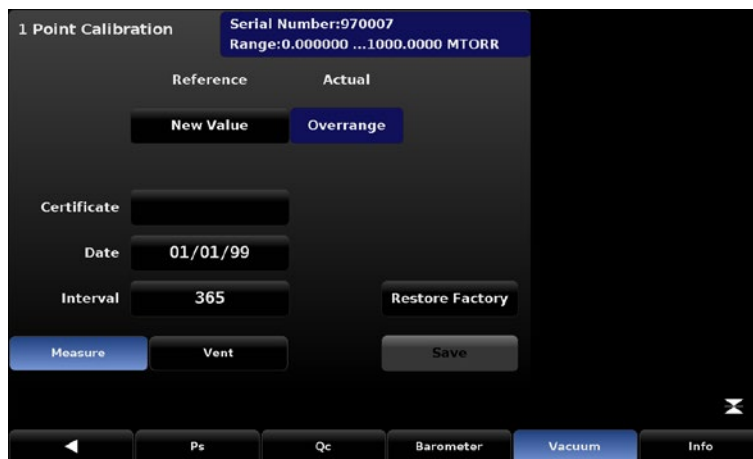 1 Point Calibration
Serial Number:970007
Range:0.000000 ...1000.0000 MTORR
Reference Actual
New Value Overrange
Certificate
Date 01/01/99
Interval 365 Restore Factory
Measure Vent Save
Ps Qc Barometer Vacuum Info